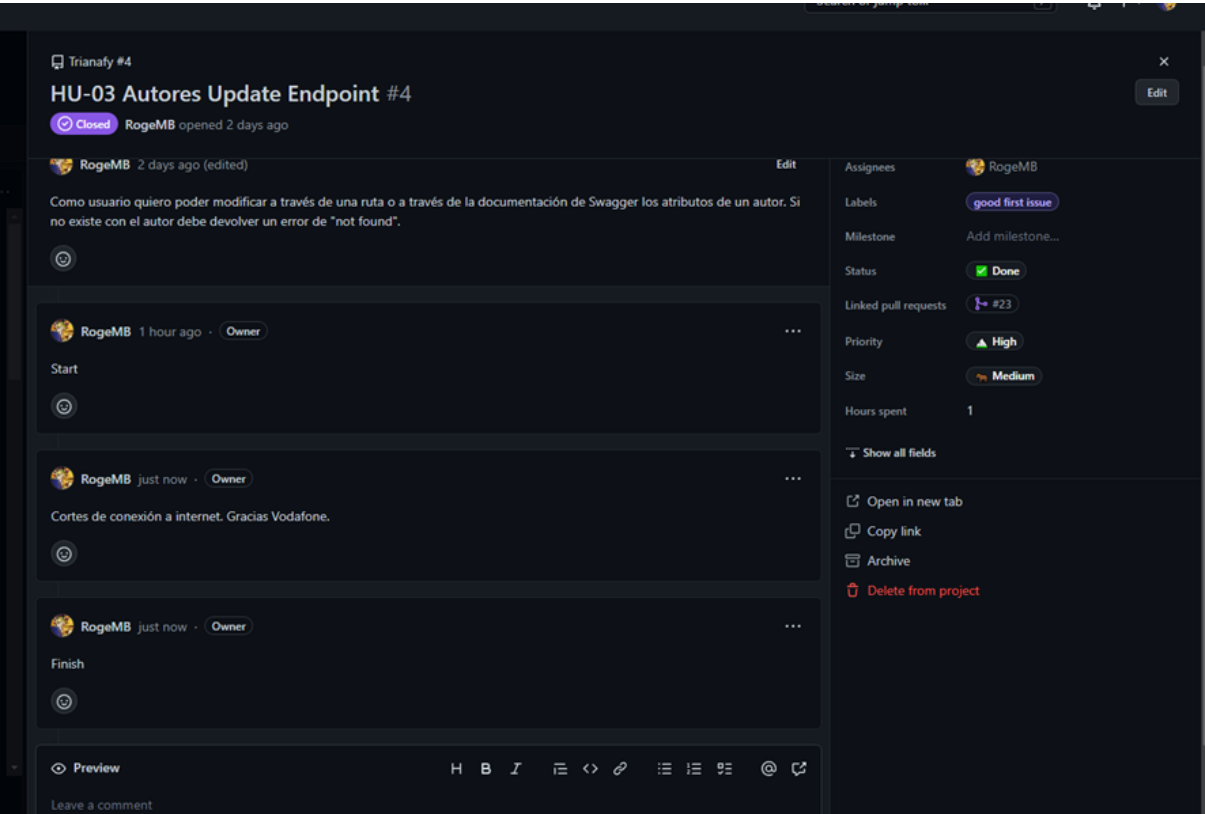 Search or jump to...
Trianafy #4
HU-03 Autores Update Endpoint #4
Edit
Closed RogeMB opened 2 days ago
RogeMB 2 days ago (edited) Edit
Como usuario quiero poder modificar a través de una ruta o a través de la documentación de Swagger los atributos de un autor. Si
no existe con el autor debe devolver un error de "not found".
RogeMB 1 hour ago · Owner
Start
RogeMB just now · Owner
Cortes de conexión a internet. Gracias Vodafone.
RogeMB just now · Owner
Finish
Preview H B I @
Leave a comment
Assignees RogeMB
Labels good first issue
Milestone Add milestone...
Status Done
Linked pull requests #23
Priority High
Size Medium
Hours spent 1
Show all fields
Open in new tab
Copy link
Archive
Delete from project